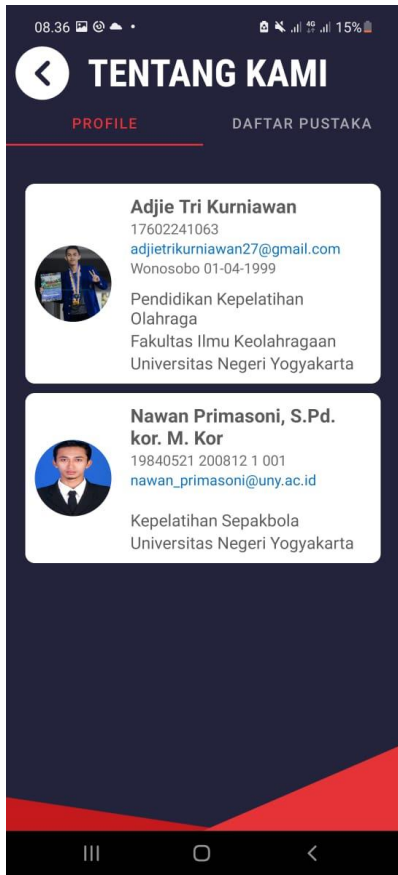 08.36 4G 15%
TENTANG KAMI
PROFILE DAFTAR PUSTAKA
Adjie Tri Kurniawan
17602241063
adjietrikurniawan27@gmail.com
Wonosobo 01-04-1999
Pendidikan Kepelatihan
Olahraga
Fakultas Ilmu Keolahragaan
Universitas Negeri Yogyakarta
Nawan Primasoni, S.Pd.
kor. M. Kor
19840521 200812 1 001
nawan_primasoni@uny.ac.id
Kepelatihan Sepakbola
Universitas Negeri Yogyakarta